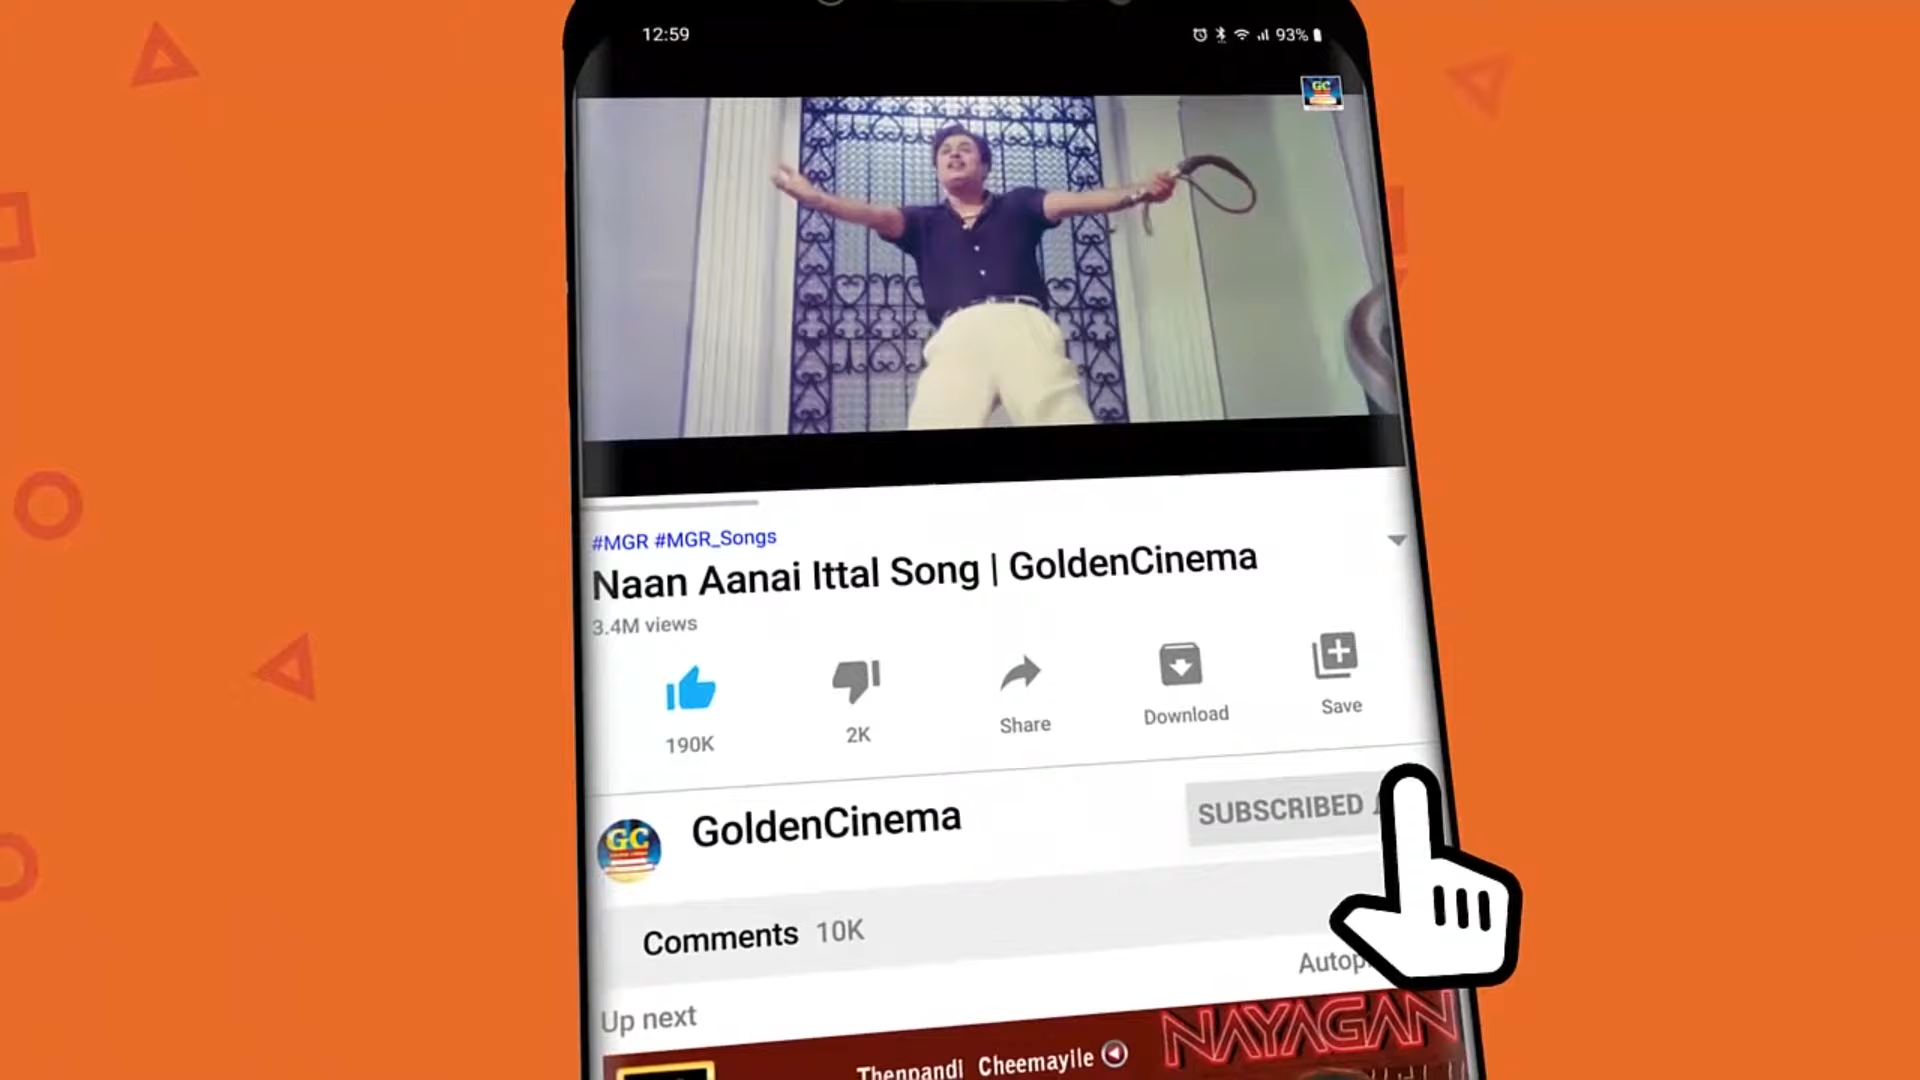 12:59
93%
GC
#MGR #MGR_Songs
Naan Aanai Ittal Song | GoldenCinema
3.4M views
190K
2K
Share
Download
Save
GC
GoldenCinema
SUBSCRIBED
Comments 10K
Up next
Thenpandi Cheemayile
NAYAGAN